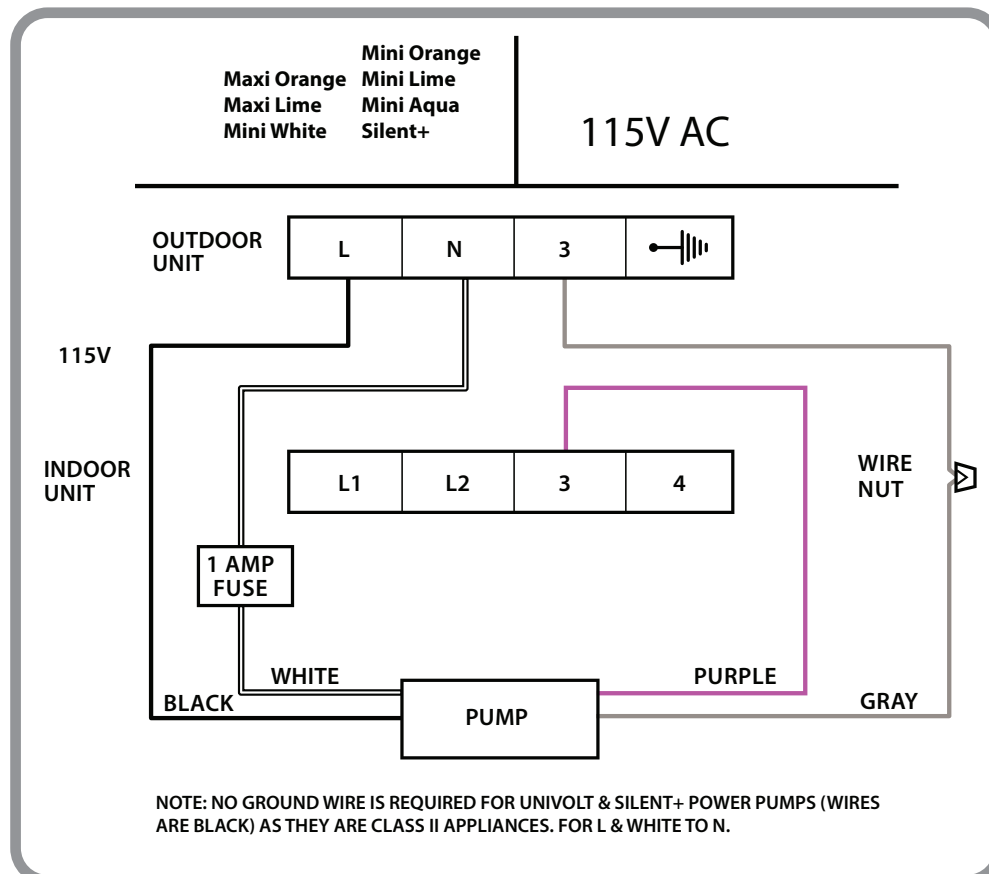 Mini Orange
Maxi Orange Mini Lime
Maxi Lime Mini Aqua
Mini White Silent+
115V AC
OUTDOOR
UNIT
L N 3
115V
INDOOR
UNIT
L1 L2 3 4
WIRE
NUT
1 AMP
FUSE
WHITE
PURPLE
BLACK
GRAY
PUMP
NOTE: NO GROUND WIRE IS REQUIRED FOR UNIVOLT & SILENT+ POWER PUMPS (WIRES
ARE BLACK) AS THEY ARE CLASS II APPLIANCES. FOR L & WHITE TO N.